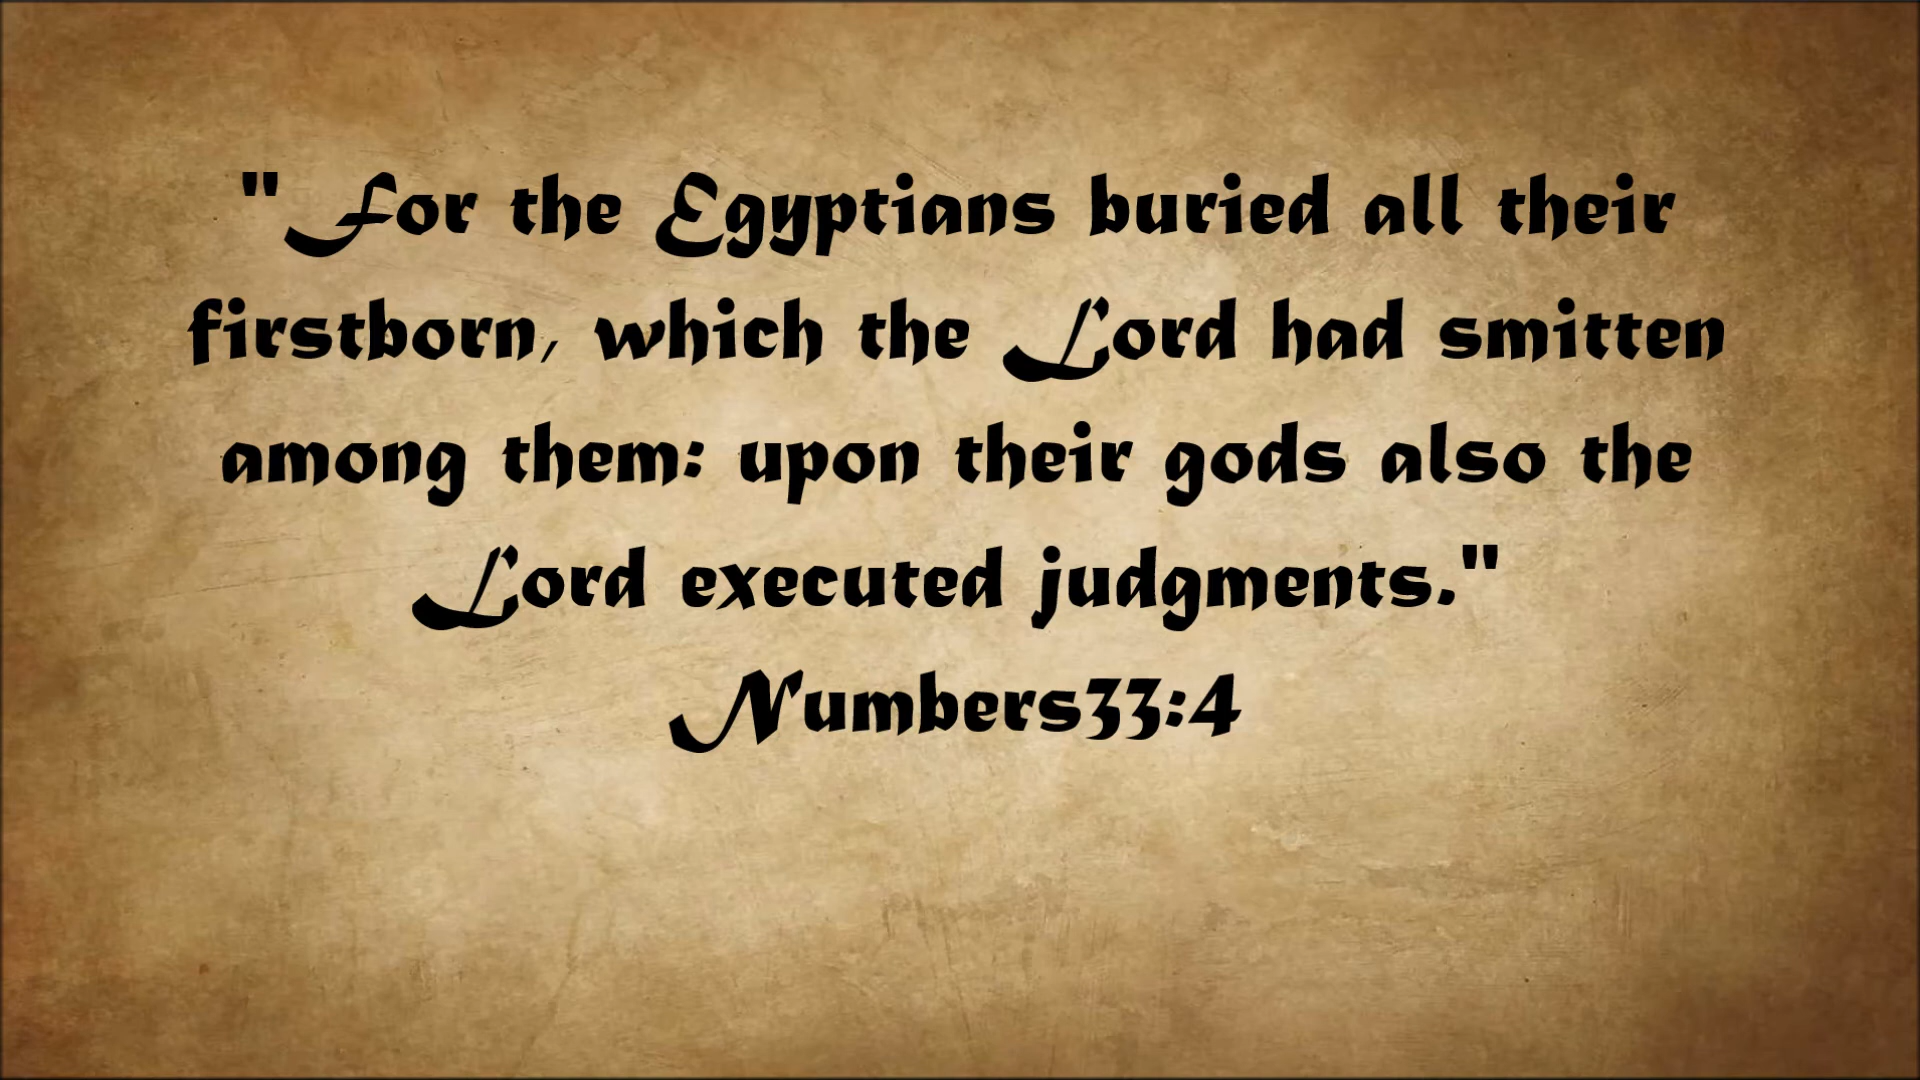 "For the Egyptians buried all their
firstborn, which the Lord had smitten
among them: upon their gods also the
Lord executed judgments."
Numbers33:4